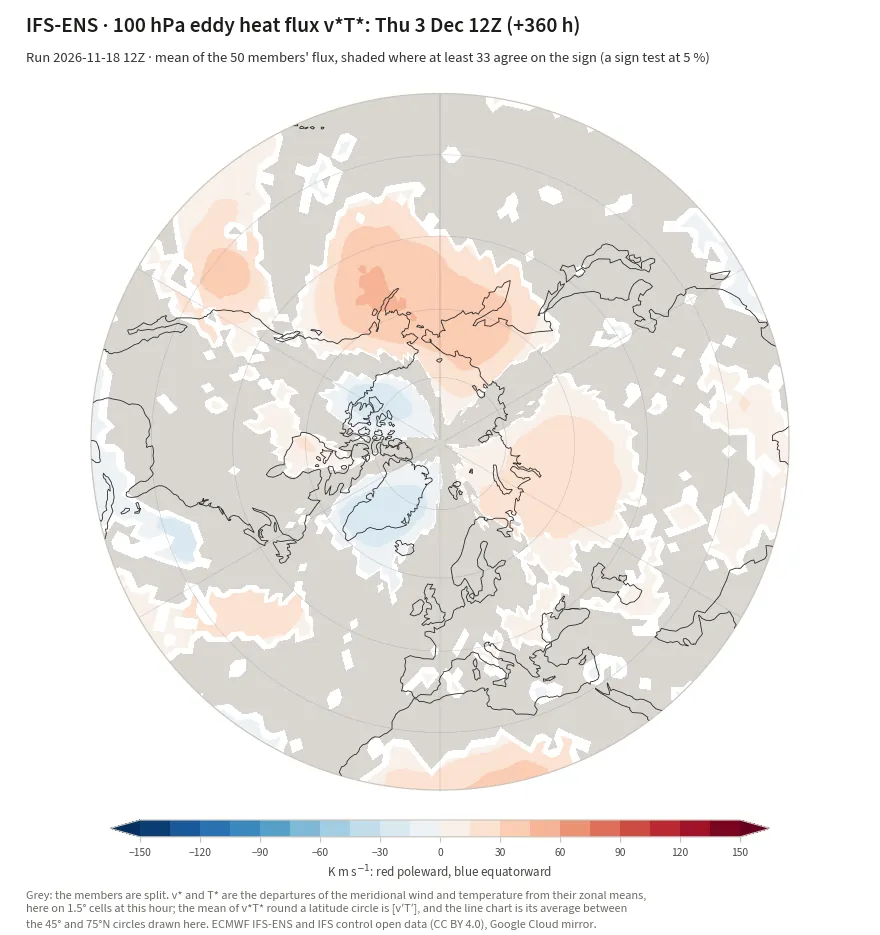 IFS-ENS · 100 hPa eddy heat flux v*T*: Thu 3 Dec 12Z (+360 h)
Run 2026-11-18 12Z · mean of the 50 members' flux, shaded where at least 33 agree on the sign (a sign test at 5 %)
−150 −120 −90 −60 −30 0 30 60 90 120 150
K m s⁻¹: red poleward, blue equatorward
Grey: the members are split. v* and T* are the departures of the meridional wind and temperature from their zonal means,
here on 1.5° cells at this hour; the mean of v*T* round a latitude circle is [v′T′], and the line chart is its average between
the 45° and 75°N circles drawn here. ECMWF IFS-ENS and IFS control open data (CC BY 4.0), Google Cloud mirror.